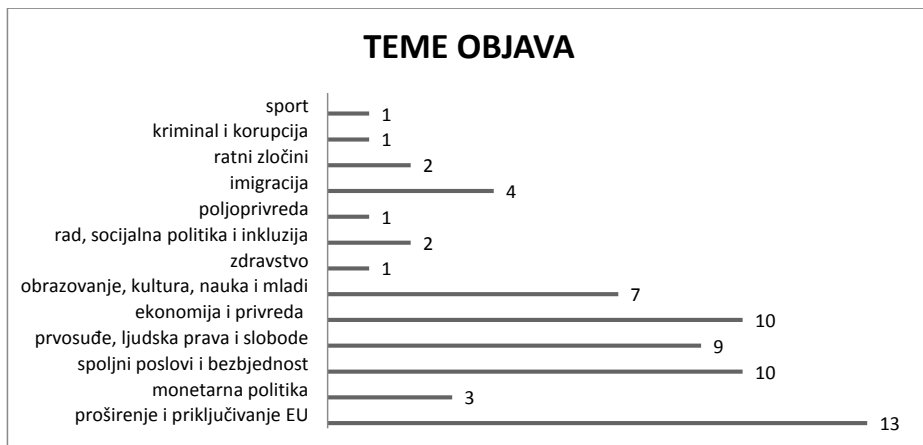 TEME OBJAVA
sport 1
kriminal i korupcija 1
ratni zločini 2
imigracija 4
poljoprivreda 1
rad, socijalna politika i inkluzija 2
zdravstvo 1
obrazovanje, kultura, nauka i mladi 7
ekonomija i privreda 10
prvosuđe, ljudska prava i slobode 9
spoljni poslovi i bezbjednost 10
monetarna politika 3
proširenje i priključivanje EU 13